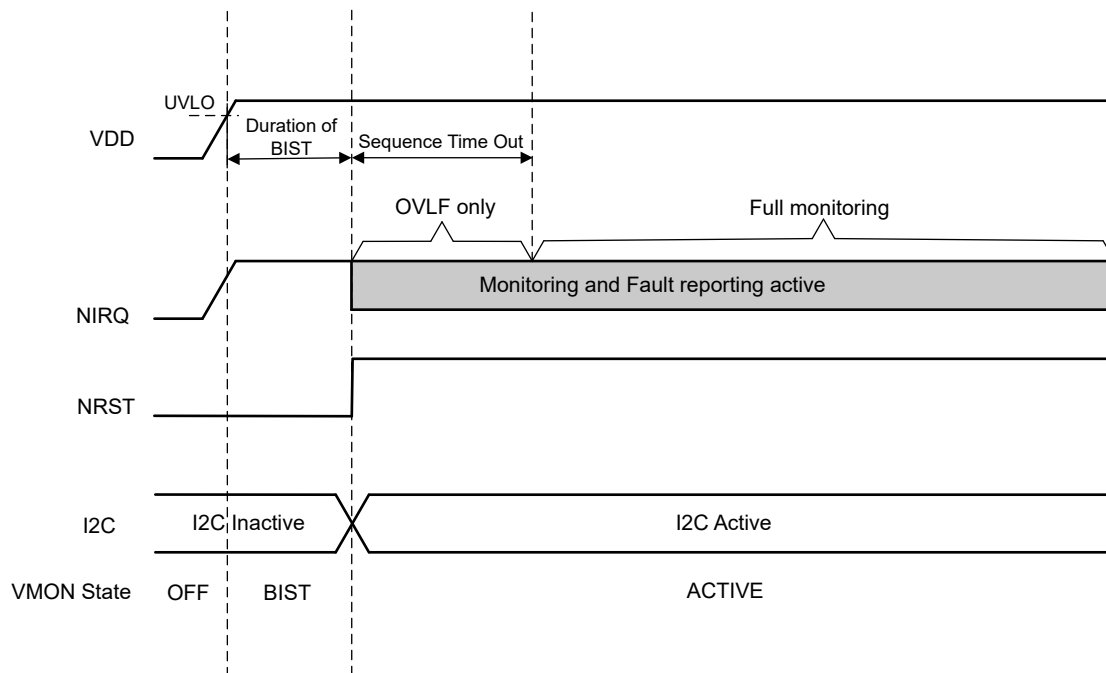 UVLO
VDD
Duration of
BIST
Sequence Time Out
OVLF only
Full monitoring
Monitoring and Fault reporting active
NIRQ
NRST
I2C
I2C Inactive
I2C Active
VMON State
OFF
BIST
ACTIVE